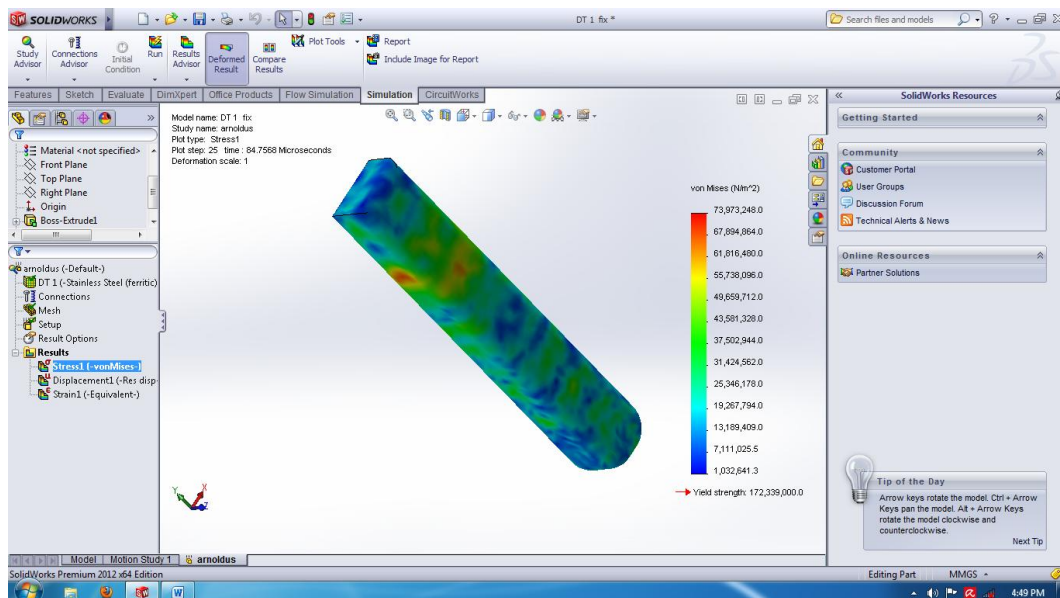 SOLIDWORKS
DT 1 fix *
Search files and models
Study Advisor
Connections Advisor
Initial Condition
Run
Results Advisor
Deformed Result
Compare Results
Plot Tools
Report
Include Image for Report
Features
Sketch
Evaluate
DimXpert
Office Products
Flow Simulation
Simulation
CircuitWorks
Material <not specified>
Front Plane
Top Plane
Right Plane
Origin
Boss-Extrude1
arnoldus (-Default-)
DT 1 (-Stainless Steel (ferritic)
Connections
Mesh
Setup
Result Options
Results
Stress1 (-vonMises-)
Displacement1 (-Res disp
Strain1 (-Equivalent-)
Model name: DT 1 fix
Study name: arnoldus
Plot type: Stress1
Plot step: 25 time : 84.7568 Microseconds
Deformation scale: 1
von Mises (N/m^2)
73,973,248.0
67,894,864.0
61,816,480.0
55,738,096.0
49,659,712.0
43,581,328.0
37,502,944.0
31,424,562.0
25,346,178.0
19,267,794.0
13,189,409.0
7,111,025.5
1,032,641.3
Yield strength: 172,339,000.0
Y
X
Z
SolidWorks Resources
Getting Started
Community
Customer Portal
User Groups
Discussion Forum
Technical Alerts & News
Online Resources
Partner Solutions
Tip of the Day
Arrow keys rotate the model. Ctrl + Arrow
Keys pan the model. Alt + Arrow Keys
rotate the model clockwise and
counterclockwise.
Next Tip
Model
Motion Study 1
arnoldus
SolidWorks Premium 2012 x64 Edition
Editing Part
MMGS
4:49 PM